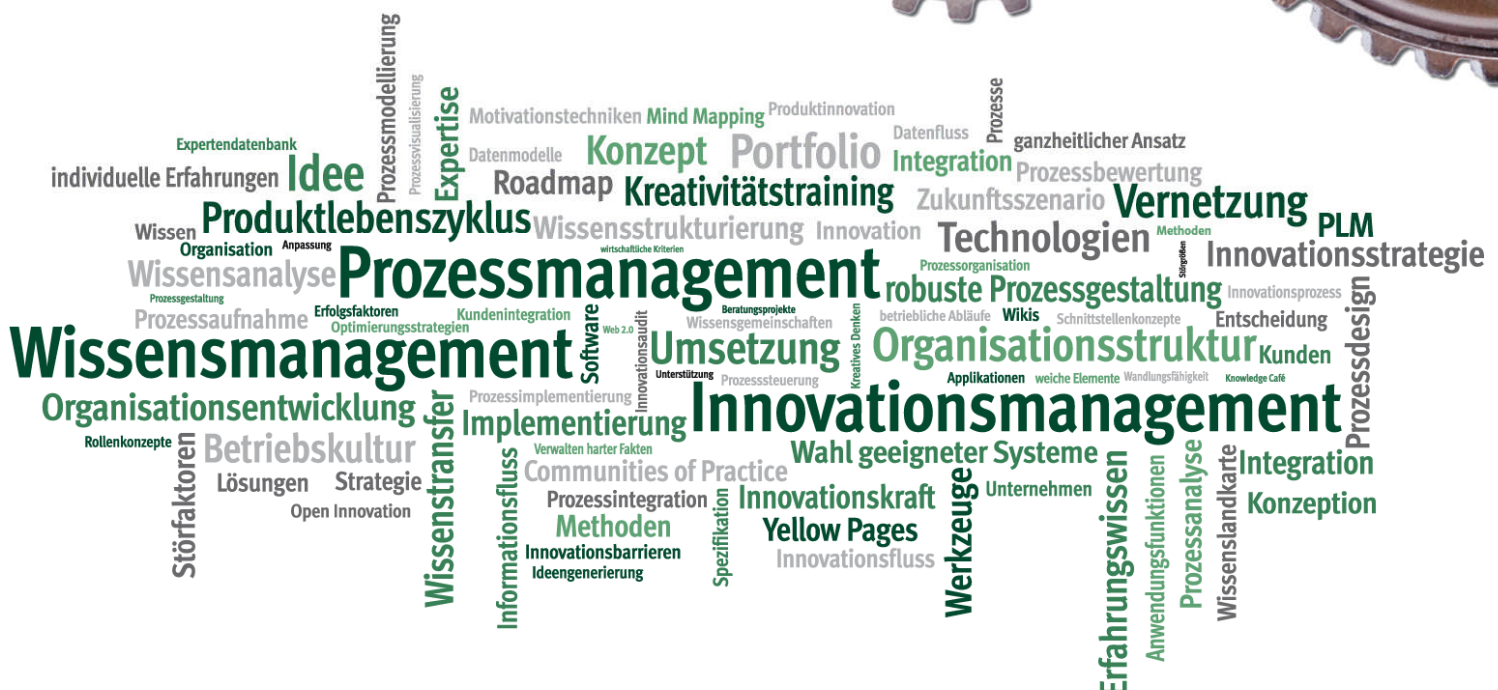 Prozessmodellierung
Prozessvisualisierung
Expertise
Motivationstechniken
Mind Mapping
Produktinnovation
Prozesse
Expertendatenbank
Datenfluss
ganzheitlicher Ansatz
individuelle Erfahrungen
Idee
Datenmodelle
Konzept
Portfolio
Integration
Prozessbewertung
Roadmap
Kreativitätstraining
Zukunftsszenario
Vernetzung
Wissen
Produktlebenszyklus
Wissensstrukturierung
Innovation
Technologien
Methoden
PLM
Organisation
Anpassung
wirtschaftliche Kriterien
Störgrößen
Innovationsstrategie
Wissensanalyse
Prozessmanagement
Prozessorganisation
robuste Prozessgestaltung
Innovationsprozess
Prozessdesign
Prozessgestaltung
Erfolgsfaktoren
Kundenintegration
Beratungsprojekte
betriebliche Abläufe
Wikis
Schnittstellenkonzepte
Entscheidung
Prozessaufnahme
Optimierungsstrategien
Software
Web 2.0
Innovationsaudit
Wissensgemeinschaften
Kreatives Denken
Wissensmanagement
Umsetzung
Organisationsstruktur
Kunden
Unterstützung
Prozesssteuerung
Applikationen
weiche Elemente
Wandlungsfähigkeit
Knowledge Café
Organisationsentwicklung
Wissenstransfer
Prozessimplementierung
Implementierung
Innovationsmanagement
Rollenkonzepte
Störfaktoren
Betriebskultur
Verwalten harter Fakten
Wahl geeigneter Systeme
Lösungen
Strategie
Informationsfluss
Communities of Practice
Erfahrungswissen
Anwendungsfunktionen
Prozessanalyse
Wissenslandkarte
Integration
Open Innovation
Prozessintegration
Spezifikation
Innovationskraft
Werkzeuge
Unternehmen
Konzeption
Methoden
Yellow Pages
Innovationsbarrieren
Innovationsfluss
Ideengenerierung